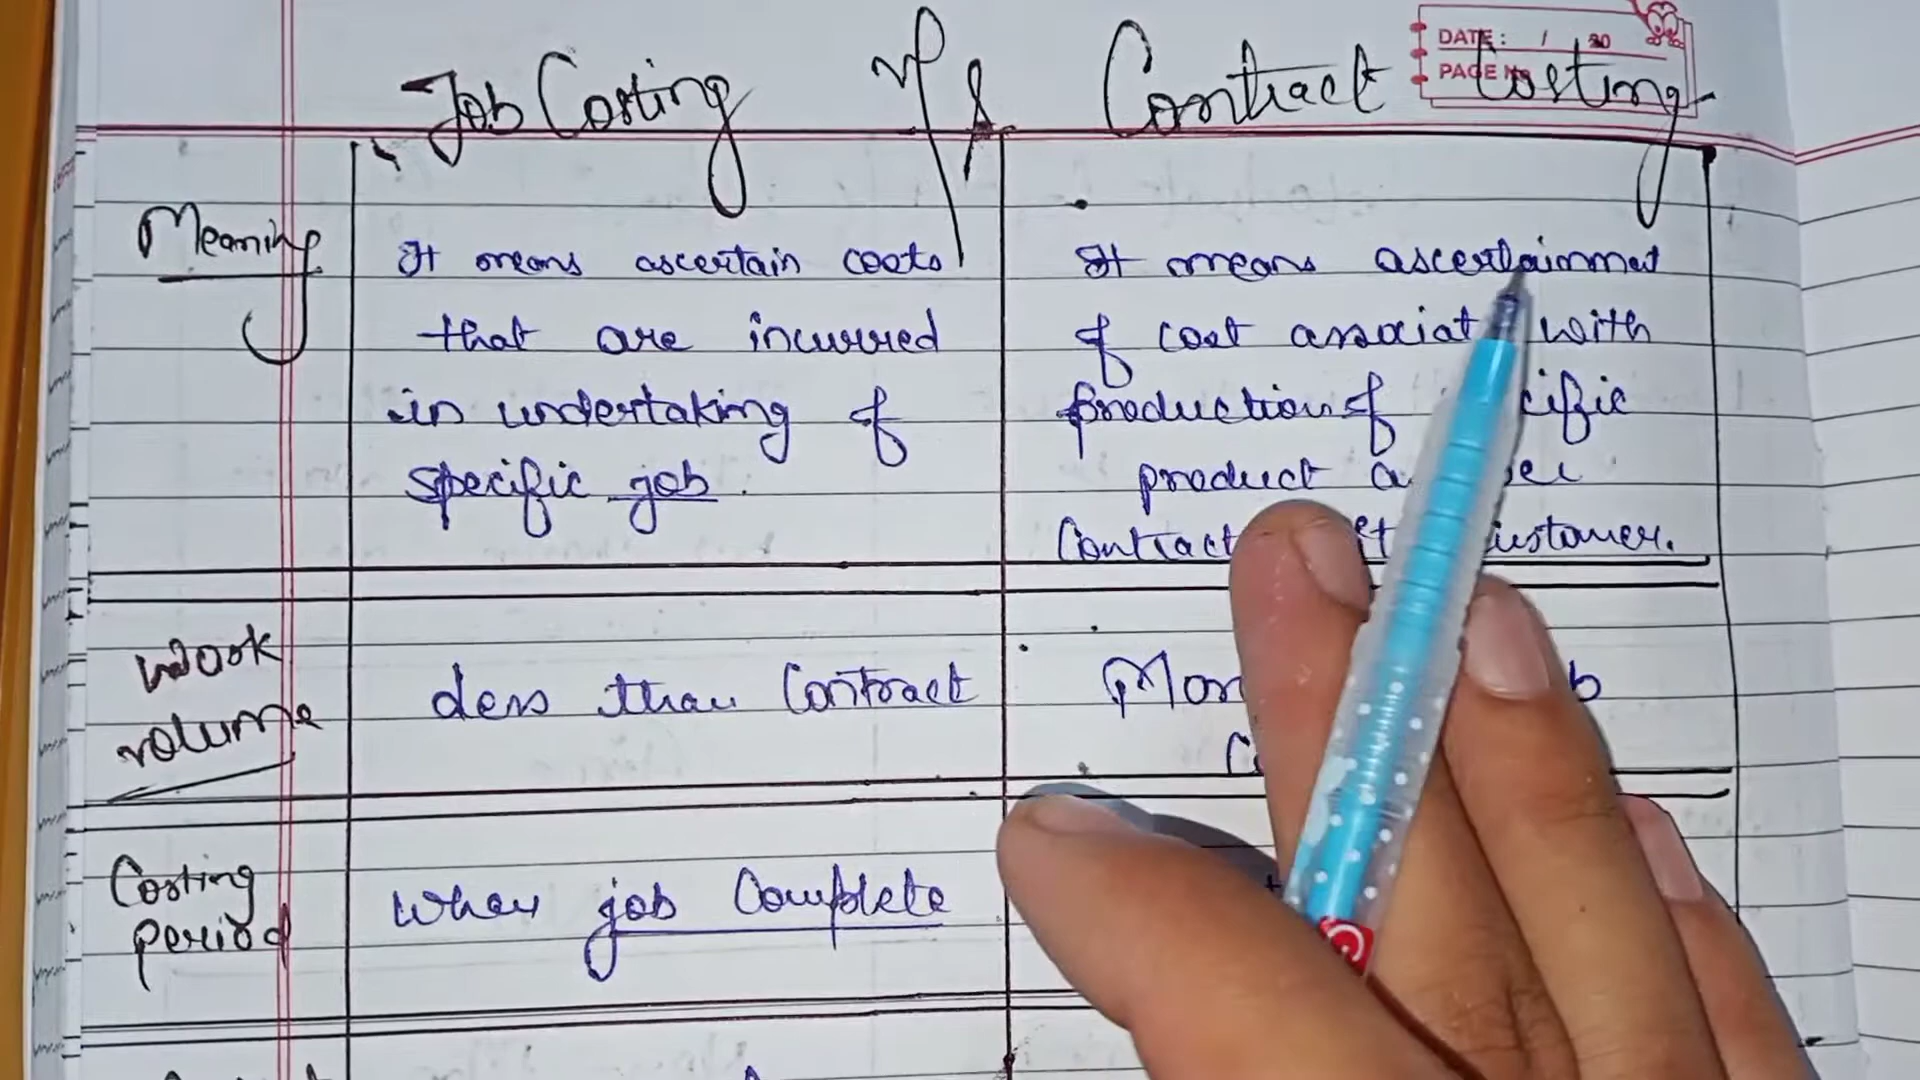 Job Costing v/s Contract Costing
DATE: / 20
PAGE No
Meaning
It means ascertain costs
that are incurred
in undertaking of
specific job.
It means ascertainmet
of cost associat with
production of cific
product a
Contract customer.
Work
volume
Less than Contract
Costing
period
When job Complete